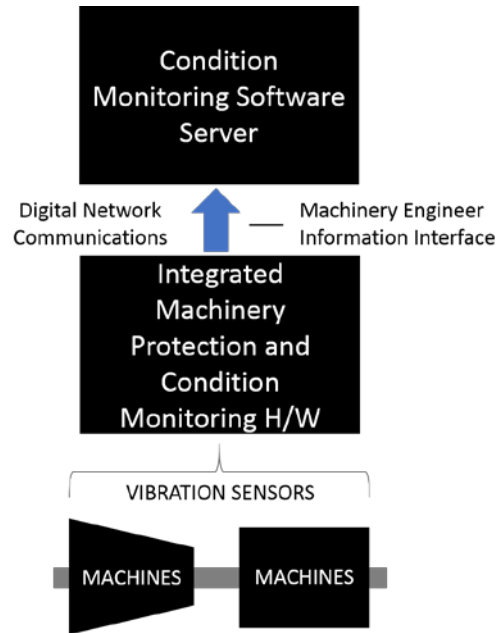 Condition
Monitoring Software
Server
Digital Network
Communications
Machinery Engineer
Information Interface
Integrated
Machinery
Protection and
Condition
Monitoring H/W
VIBRATION SENSORS
MACHINES
MACHINES